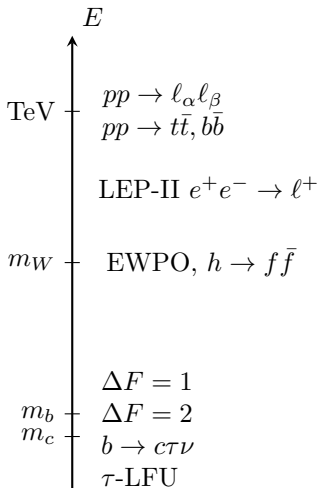 E
TeV
pp → ℓ_α ℓ_β
pp → tt̄, bb̄
LEP-II e⁺e⁻ → ℓ⁺
m_W
EWPO, h → ff̄
ΔF = 1
m_b
ΔF = 2
m_c
b → cτν
τ-LFU